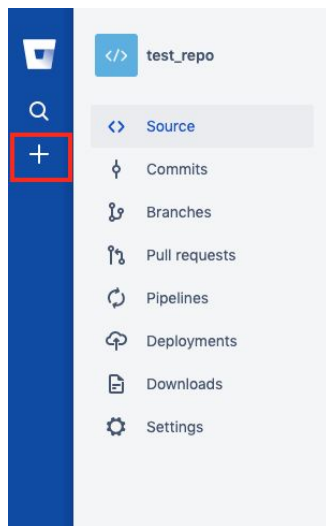 test_repo
Source
Commits
Branches
Pull requests
Pipelines
Deployments
Downloads
Settings